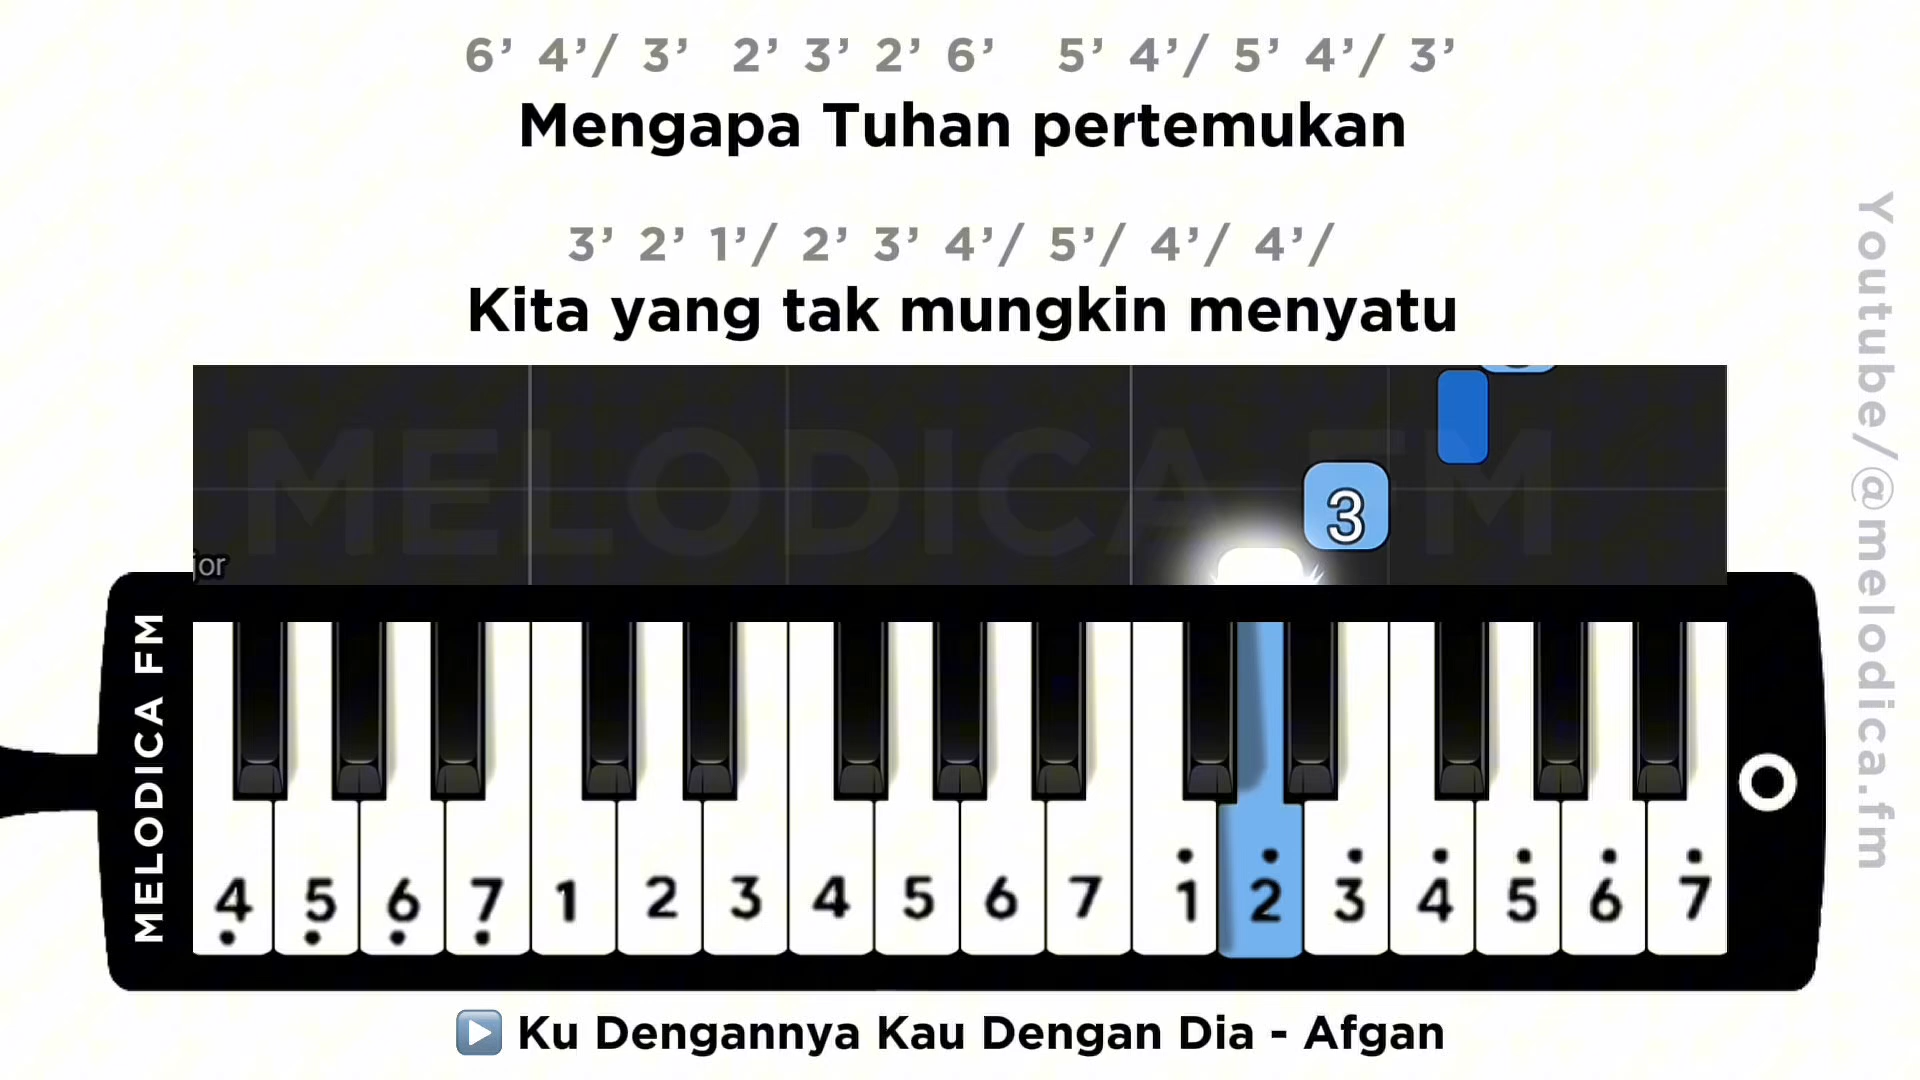 6’ 4’/ 3’ 2’ 3’ 2’ 6’ 5’ 4’/ 5’ 4’/ 3’
Mengapa Tuhan pertemukan
3’ 2’ 1’/ 2’ 3’ 4’/ 5’/ 4’/ 4’/
Kita yang tak mungkin menyatu
MELODICA FM
3
jor
MELODICA FM
4 5 6 7 1 2 3 4 5 6 7 1 2 3 4 5 6 7
Ku Dengannya Kau Dengan Dia - Afgan
Youtube/@melodica.fm